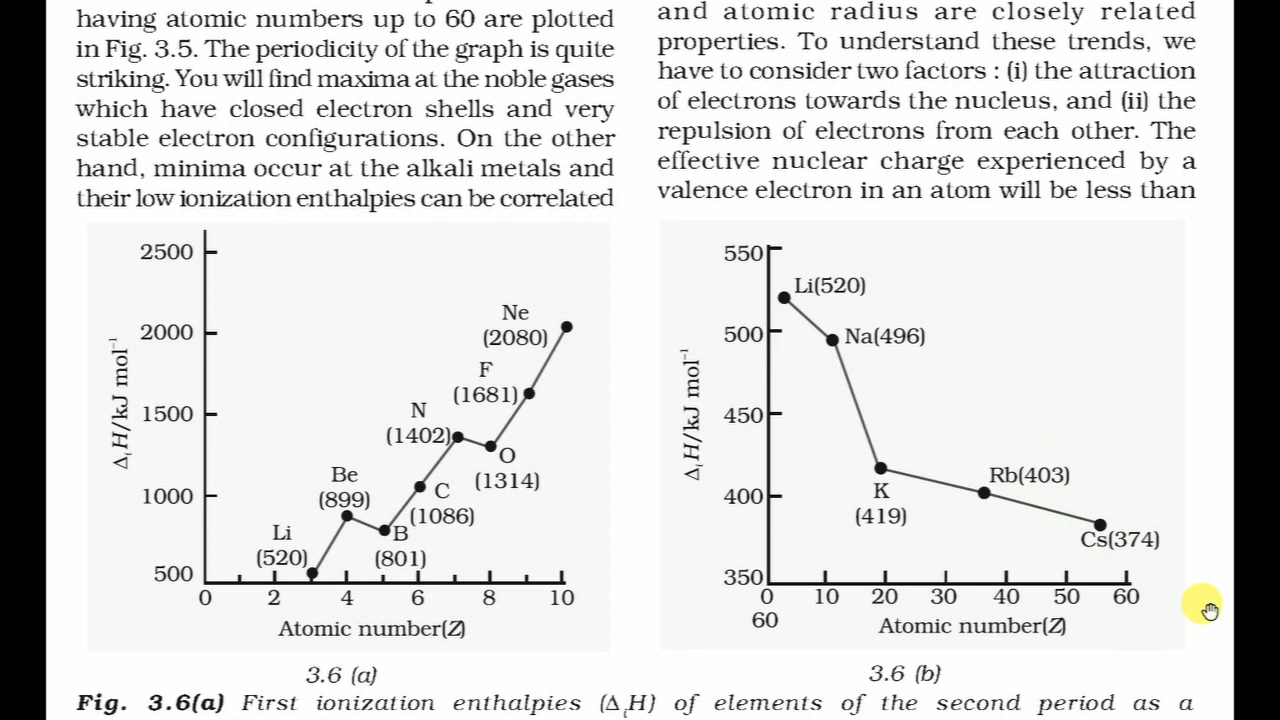 having atomic numbers up to 60 are plotted
in Fig. 3.5. The periodicity of the graph is quite
striking. You will find maxima at the noble gases
which have closed electron shells and very
stable electron configurations. On the other
hand, minima occur at the alkali metals and
their low ionization enthalpies can be correlated
and atomic radius are closely related
properties. To understand these trends, we
have to consider two factors : (i) the attraction
of electrons towards the nucleus, and (ii) the
repulsion of electrons from each other. The
effective nuclear charge experienced by a
valence electron in an atom will be less than
2500
2000
1500
1000
500
ΔᵢH/kJ mol⁻¹
Ne
(2080)
F
(1681)
N
(1402)
O
(1314)
Be
(899)
C
(1086)
Li
(520)
B
(801)
0 2 4 6 8 10
Atomic number(Z)
3.6 (a)
550
500
450
400
350
ΔᵢH/kJ mol⁻¹
Li(520)
Na(496)
K
(419)
Rb(403)
Cs(374)
0 10 20 30 40 50 60
60
Atomic number(Z)
3.6 (b)
Fig. 3.6(a) First ionization enthalpies (ΔᵢH) of elements of the second period as a